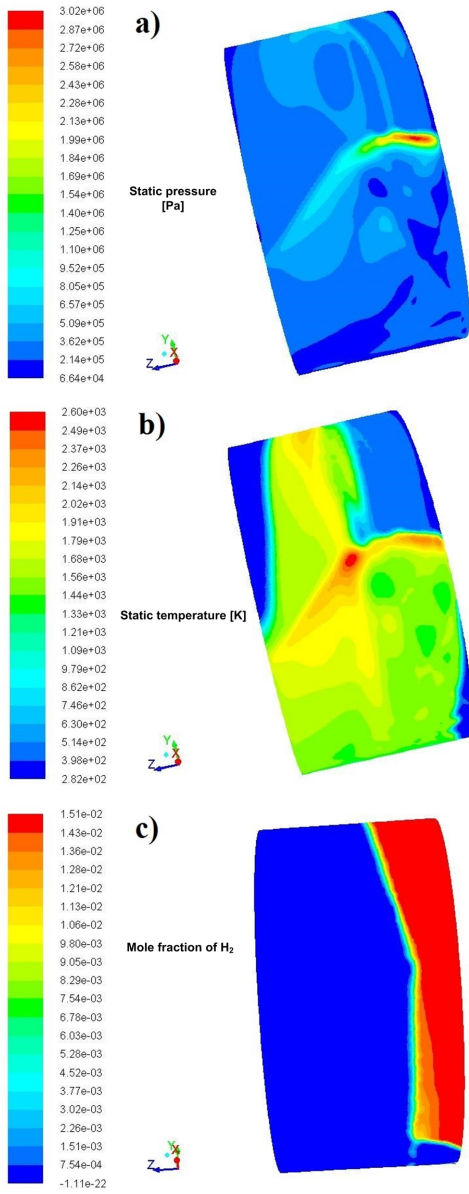 a)
3.02e+06
2.87e+06
2.72e+06
2.58e+06
2.43e+06
2.28e+06
2.13e+06
1.99e+06
1.84e+06
1.69e+06
1.54e+06
1.40e+06
1.25e+06
1.10e+06
9.52e+05
8.05e+05
6.57e+05
5.09e+05
3.62e+05
2.14e+05
6.64e+04
Static pressure
[Pa]
Y
X
Z
b)
2.60e+03
2.49e+03
2.37e+03
2.26e+03
2.14e+03
2.02e+03
1.91e+03
1.79e+03
1.68e+03
1.56e+03
1.44e+03
1.33e+03
1.21e+03
1.09e+03
9.79e+02
8.62e+02
7.46e+02
6.30e+02
5.14e+02
3.98e+02
2.82e+02
Static temperature [K]
Y
X
Z
c)
1.51e-02
1.43e-02
1.36e-02
1.28e-02
1.21e-02
1.13e-02
1.06e-02
9.80e-03
9.05e-03
8.29e-03
7.54e-03
6.78e-03
6.03e-03
5.28e-03
4.52e-03
3.77e-03
3.02e-03
2.26e-03
1.51e-03
7.54e-04
-1.11e-22
Mole fraction of H₂
Y
X
Z